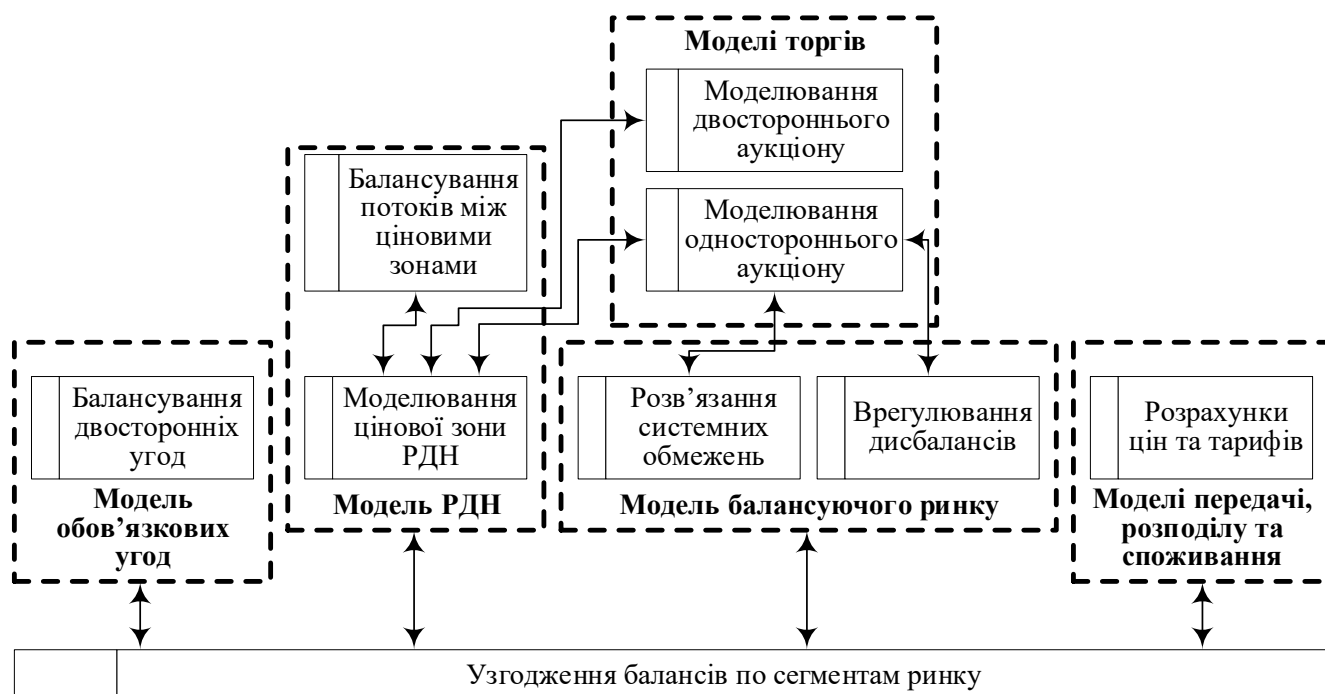 Моделі торгів
Моделювання
двостороннього
аукціону
Балансування
потоків між
ціновими
зонами
Моделювання
одностороннього
аукціону
Балансування
двосторонніх
угод
Модель
обов’язкових
угод
Моделювання
цінової зони
РДН
Модель РДН
Розв’язання
системних
обмежень
Врегулювання
дисбалансів
Модель балансуючого ринку
Розрахунки
цін та тарифів
Моделі передачі,
розподілу та
споживання
Узгодження балансів по сегментам ринку